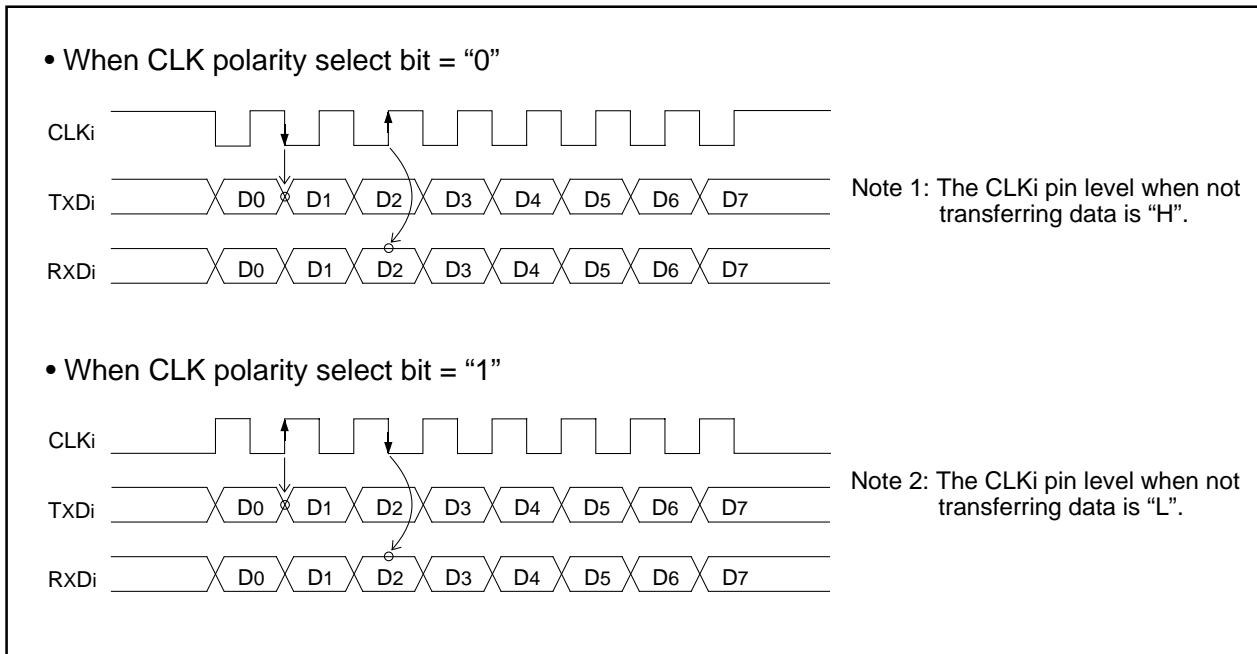 • When CLK polarity select bit = “0”
CLKi
TXDi D0 D1 D2 D3 D4 D5 D6 D7
RXDi D0 D1 D2 D3 D4 D5 D6 D7
Note 1: The CLKi pin level when not
transferring data is “H”.
• When CLK polarity select bit = “1”
CLKi
TXDi D0 D1 D2 D3 D4 D5 D6 D7
RXDi D0 D1 D2 D3 D4 D5 D6 D7
Note 2: The CLKi pin level when not
transferring data is “L”.